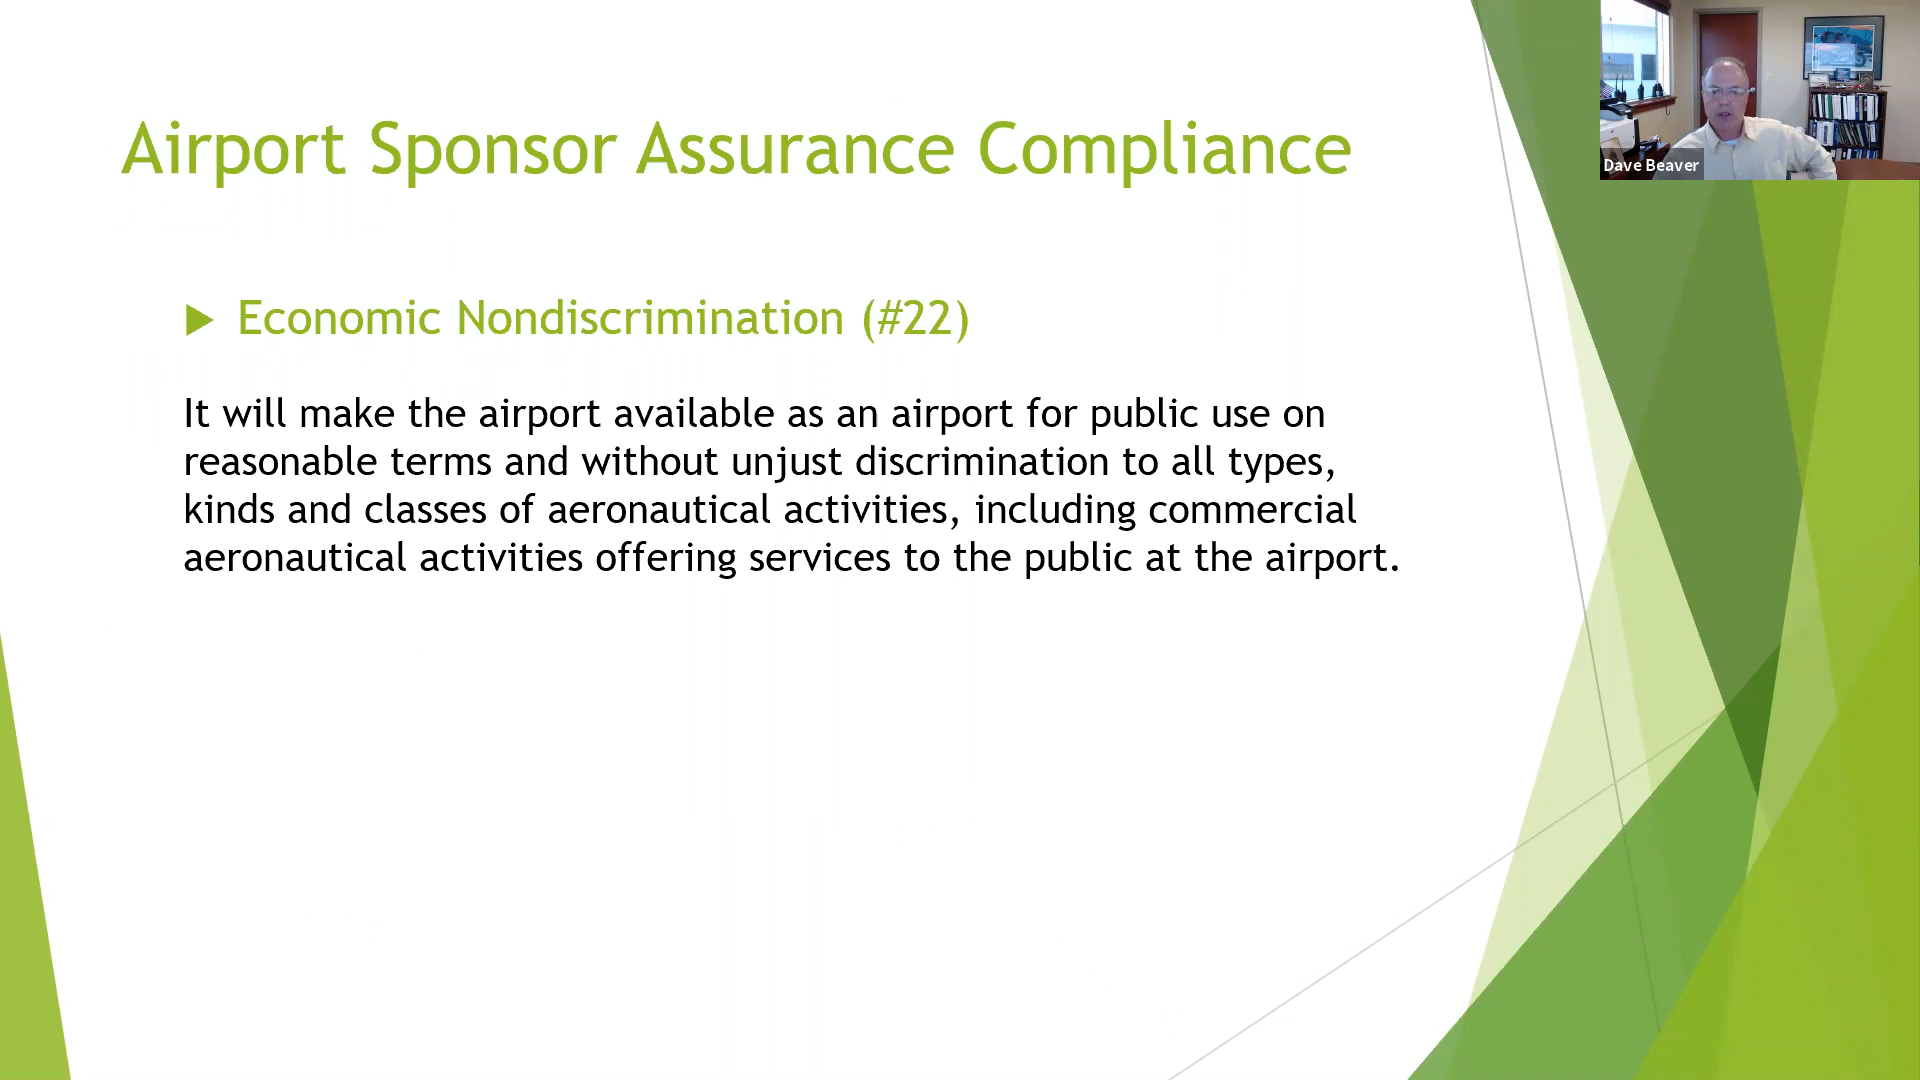 Airport Sponsor Assurance Compliance
Dave Beaver
Economic Nondiscrimination (#22)
It will make the airport available as an airport for public use on
reasonable terms and without unjust discrimination to all types,
kinds and classes of aeronautical activities, including commercial
aeronautical activities offering services to the public at the airport.